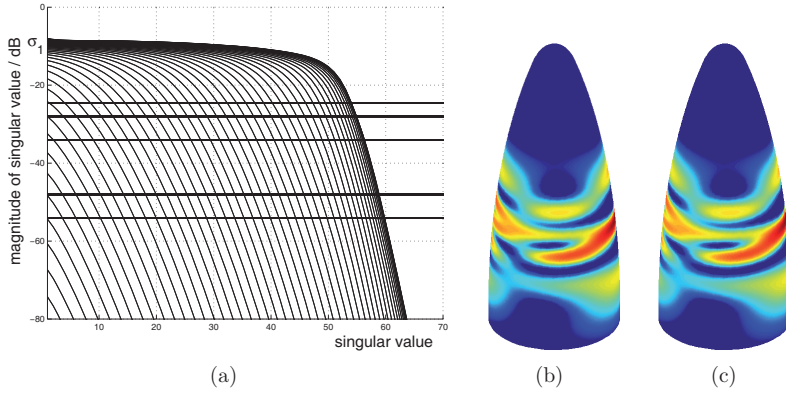 0
σ1
-20
-40
-60
-80
magnitude of singular value / dB
10
20
30
40
50
60
70
singular value
(a)
(b)
(c)